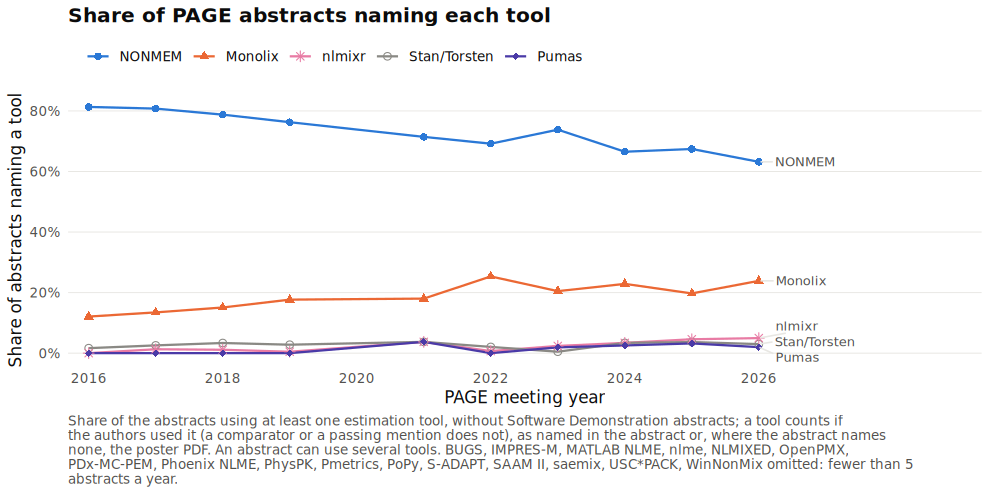 Share of PAGE abstracts naming each tool
NONMEM Monolix nlmixr Stan/Torsten Pumas
Share of abstracts naming a tool
80%
60%
40%
20%
0%
NONMEM
Monolix
nlmixr
Stan/Torsten
Pumas
2016 2018 2020 2022 2024 2026
PAGE meeting year
Share of the abstracts using at least one estimation tool, without Software Demonstration abstracts; a tool counts if
the authors used it (a comparator or a passing mention does not), as named in the abstract or, where the abstract names
none, the poster PDF. An abstract can use several tools. BUGS, IMPRES-M, MATLAB NLME, nlme, NLMIXED, OpenPMX,
PDx-MC-PEM, Phoenix NLME, PhysPK, Pmetrics, PoPy, S-ADAPT, SAAM II, saemix, USC*PACK, WinNonMix omitted: fewer than 5
abstracts a year.